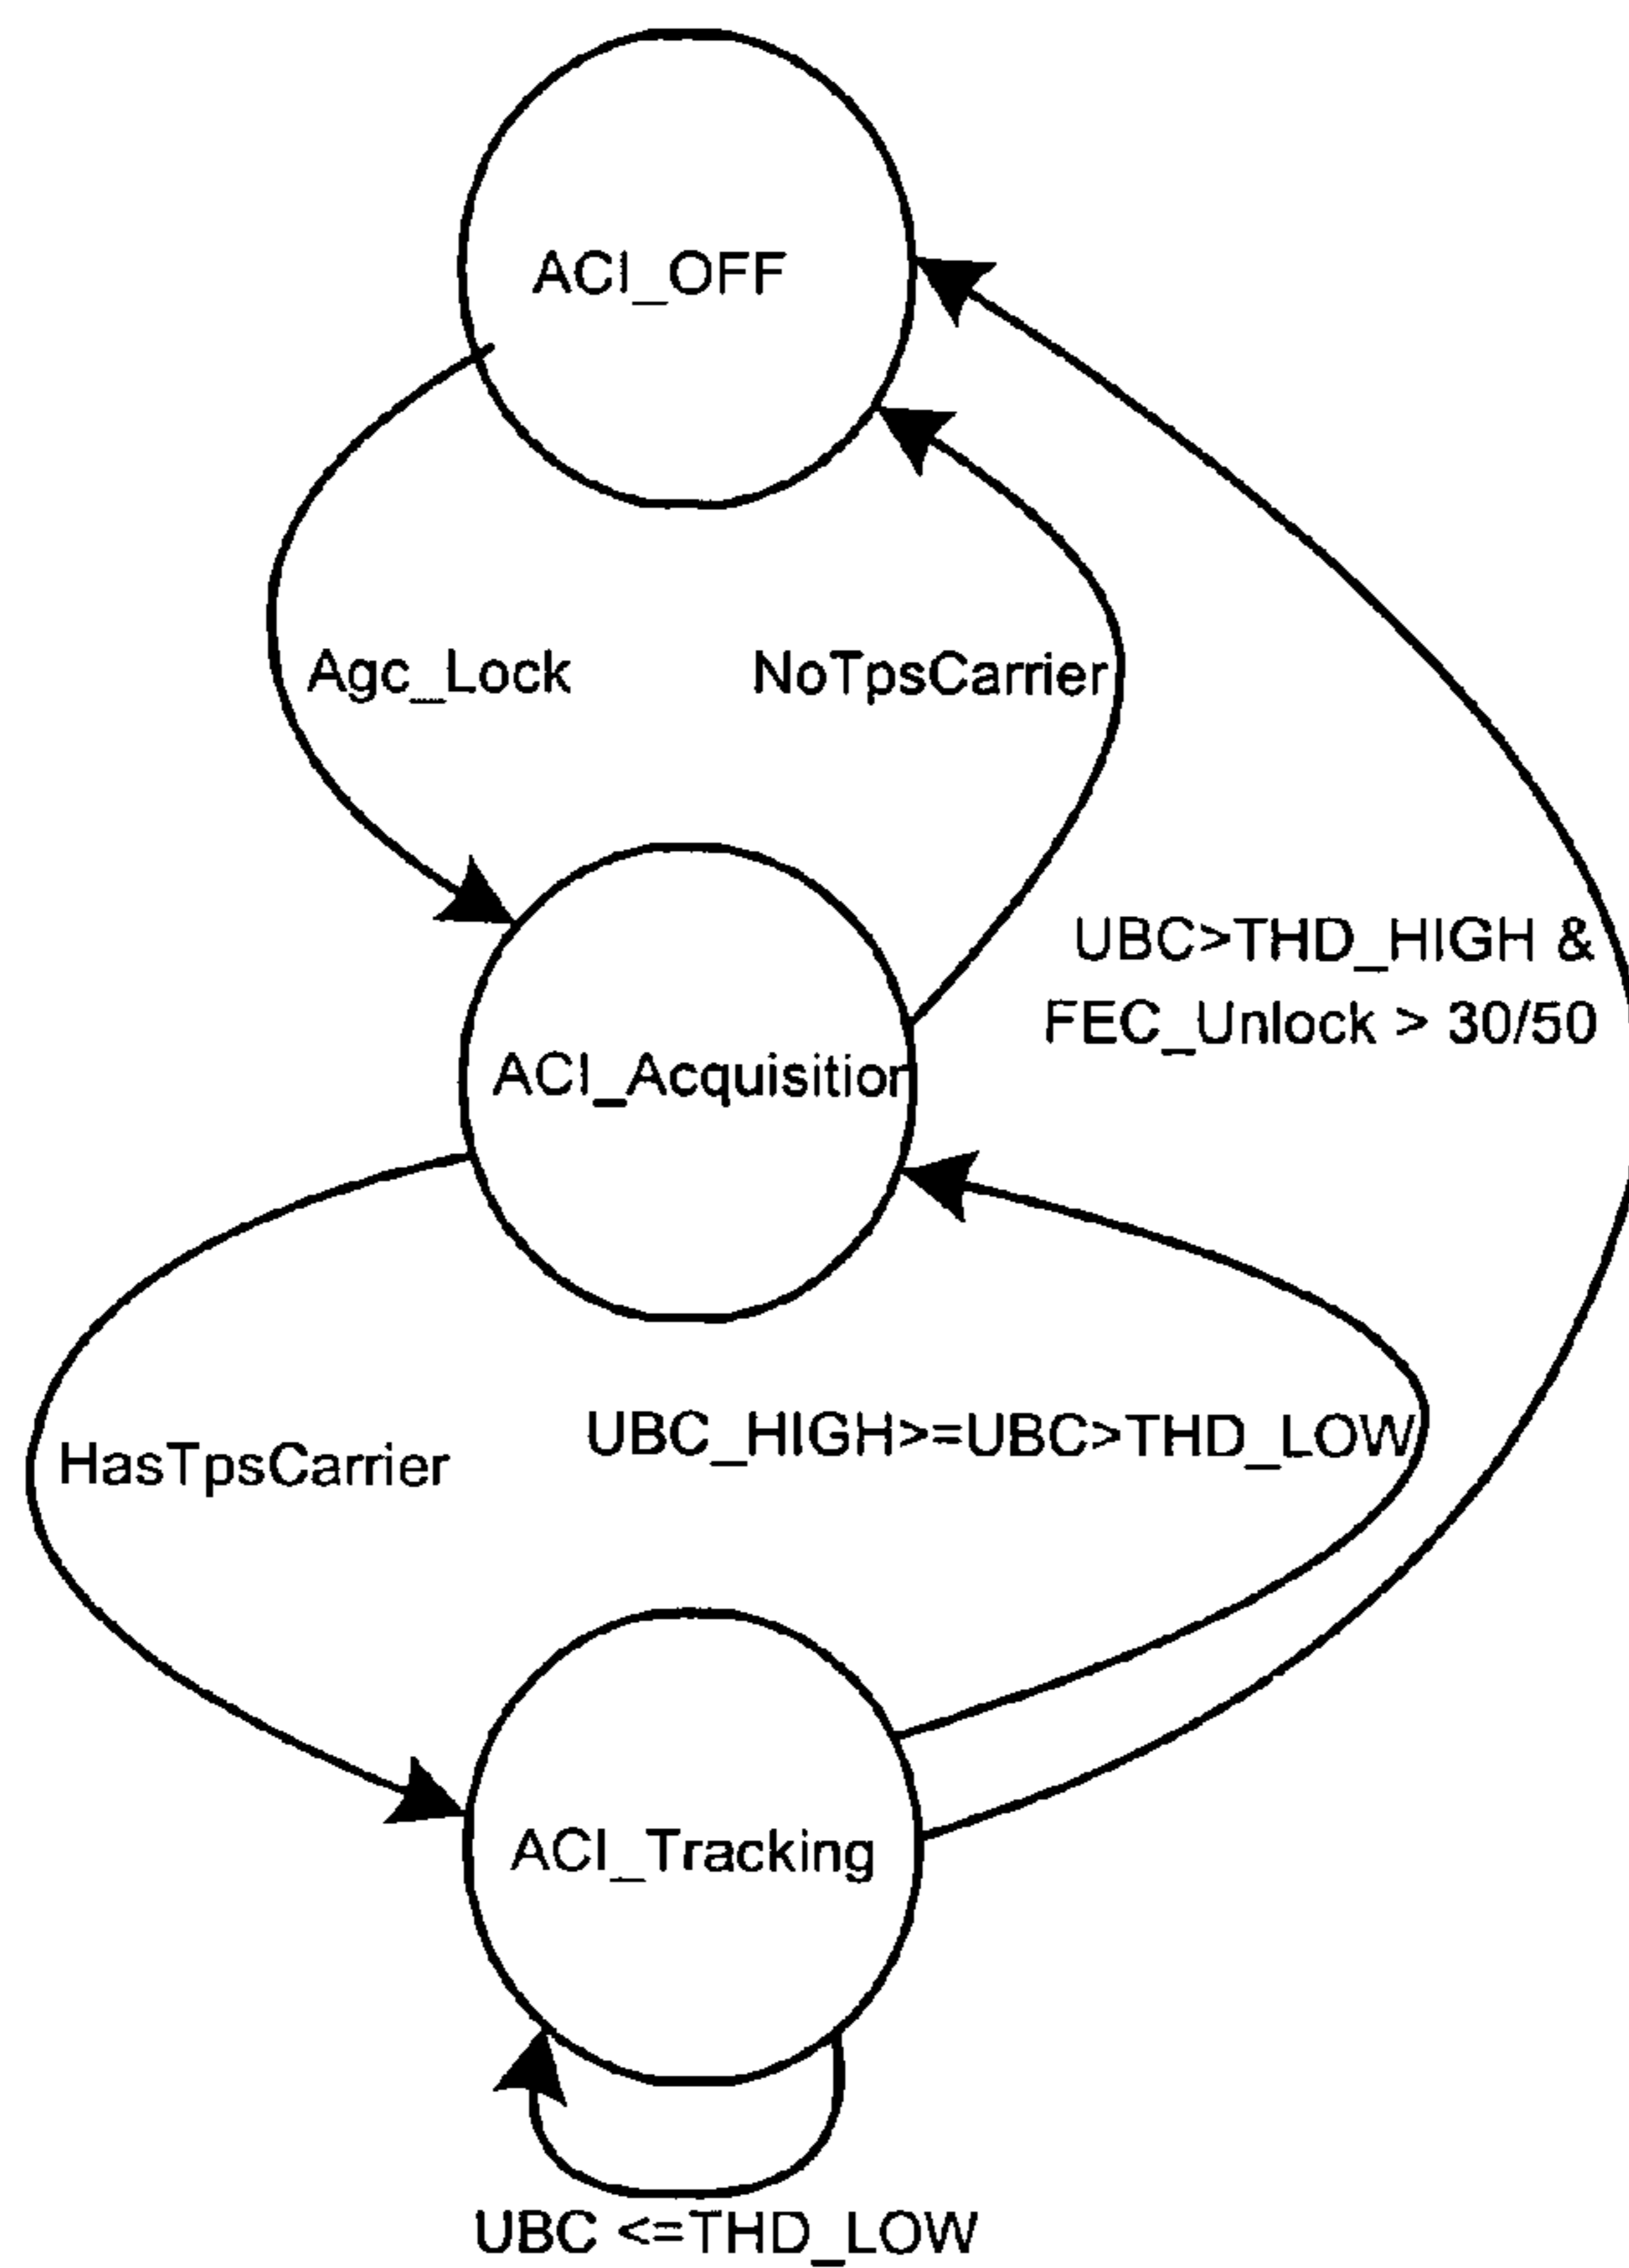 ACI_OFF
Agc_Lock
NoTpsCarrier
UBC>THD_HIGH &
FEC_Unlock > 30/50
ACI_Acquisition
UBC_HIGH>=UBC>THD_LOW
HasTpsCarrier
ACI_Tracking
UBC <=THD_LOW